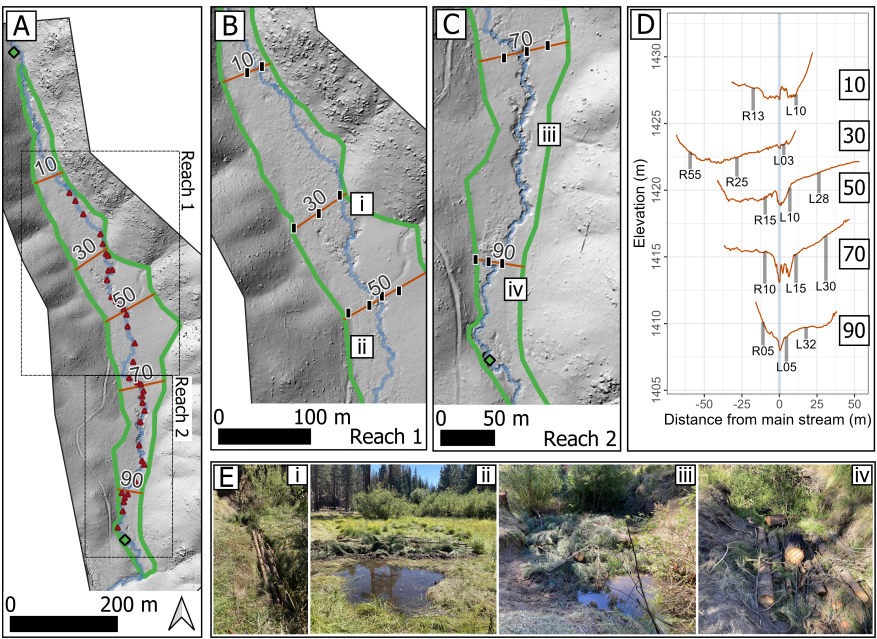 A
10
30
50
70
90
Reach 1
Reach 2
0 200 m
B
10
30
50
i
ii
0 100 m
Reach 1
C
70
90
iii
iv
0 50 m
Reach 2
D
Elevation (m)
1430
1425
1420
1415
1410
1405
10
30
50
70
90
R13 L10
R55 R25 L03
R15 L10 L28
R10 L15 L30
R05 L05 L32
-50 -25 0 25 50
Distance from main stream (m)
E
i
ii
iii
iv